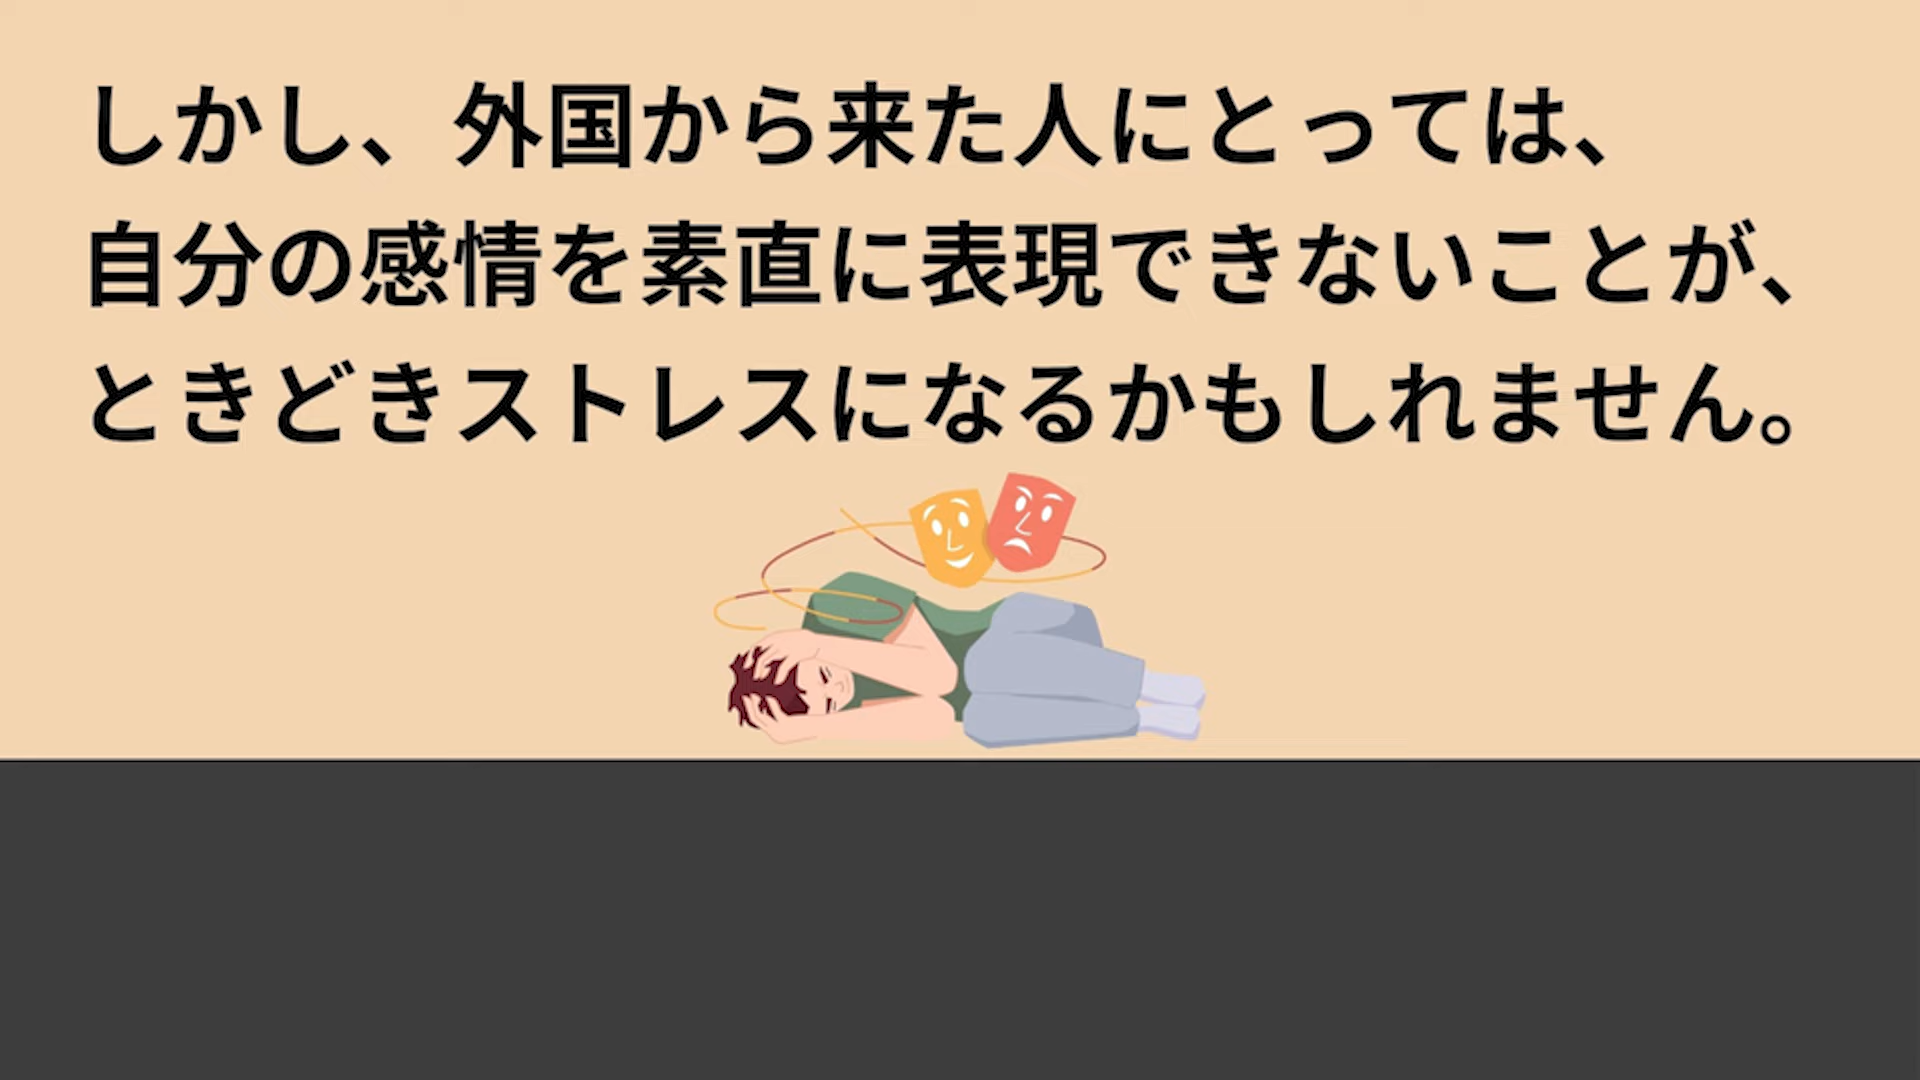 しかし、外国から来た人にとっては、
自分の感情を素直に表現できないことが、
ときどきストレスになるかもしれません。